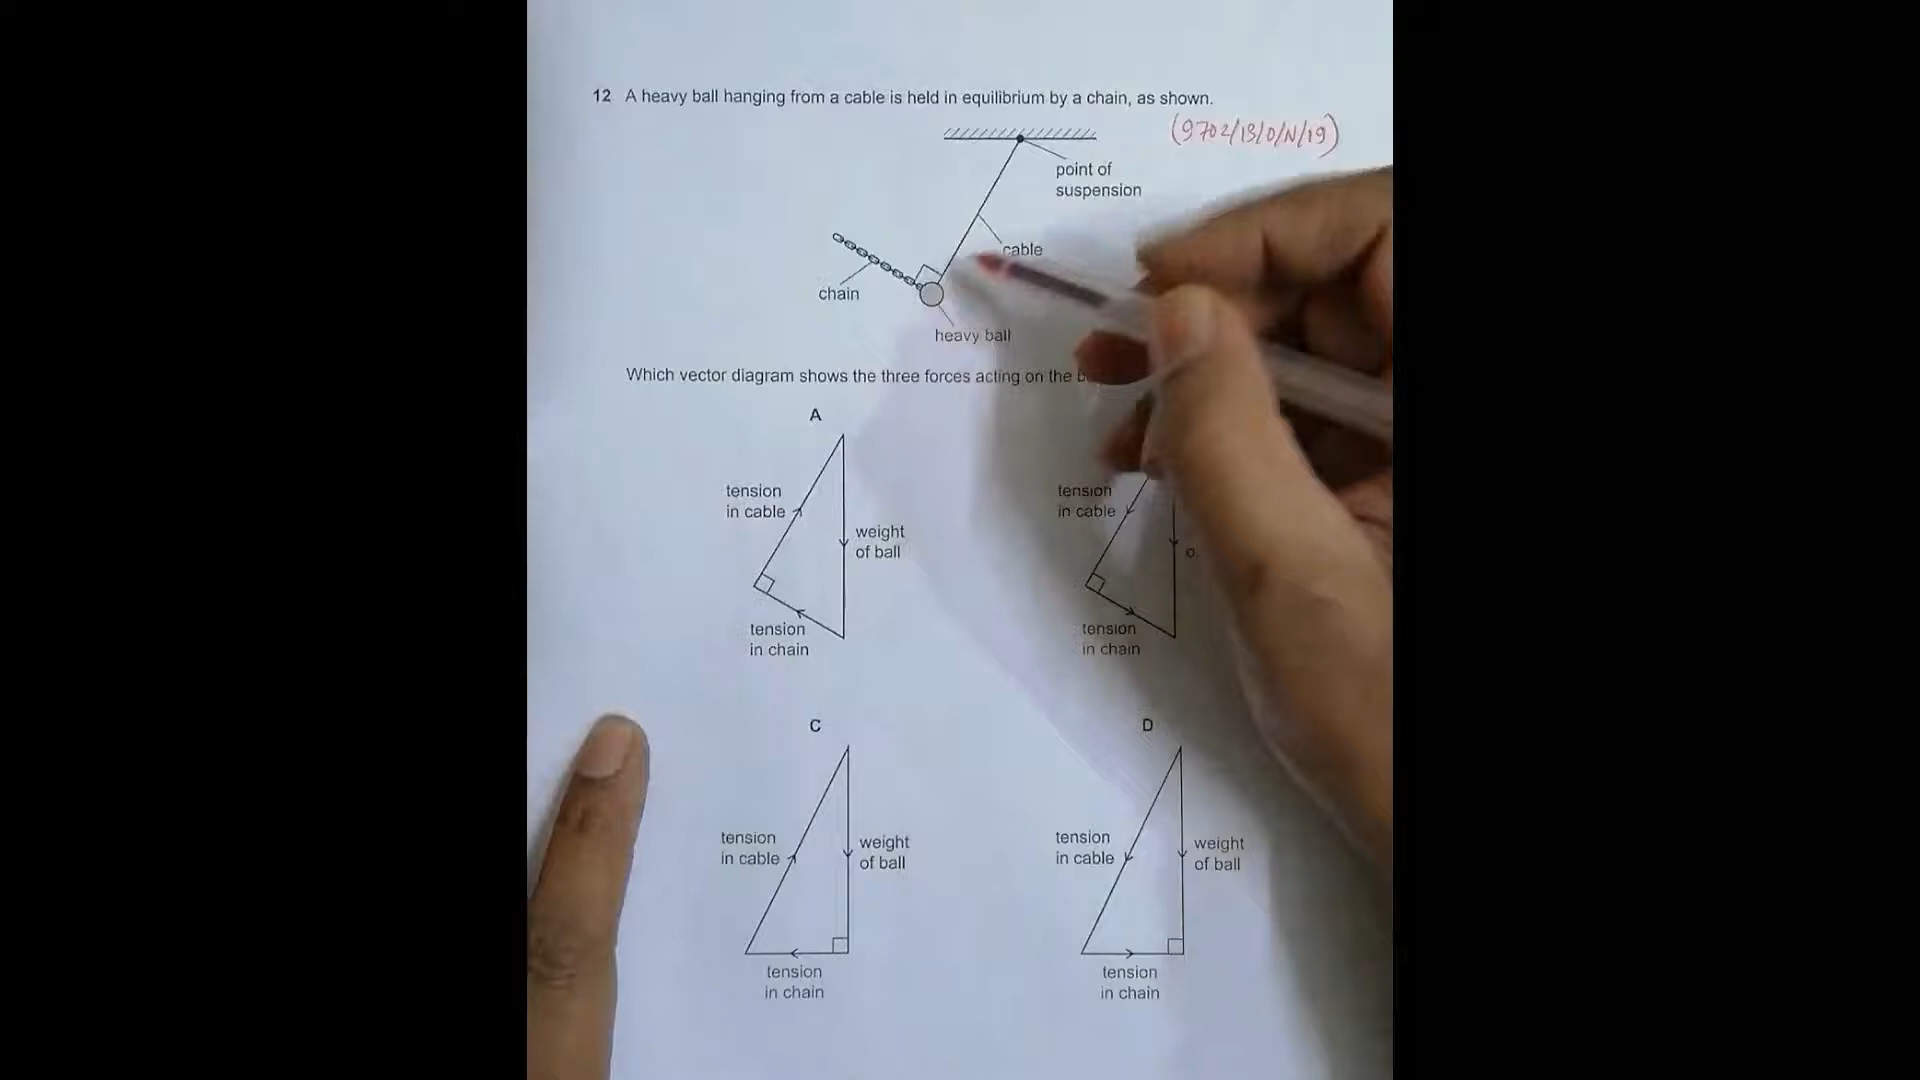 12 A heavy ball hanging from a cable is held in equilibrium by a chain, as shown.
(9702/13/O/N/19)
point of
suspension
cable
chain
heavy ball
Which vector diagram shows the three forces acting on the
A
tension
in cable
weight
of ball
tension
in chain
tension
in cable
tension
in chain
C
tension
in cable
weight
of ball
tension
in chain
D
tension
in cable
weight
of ball
tension
in chain